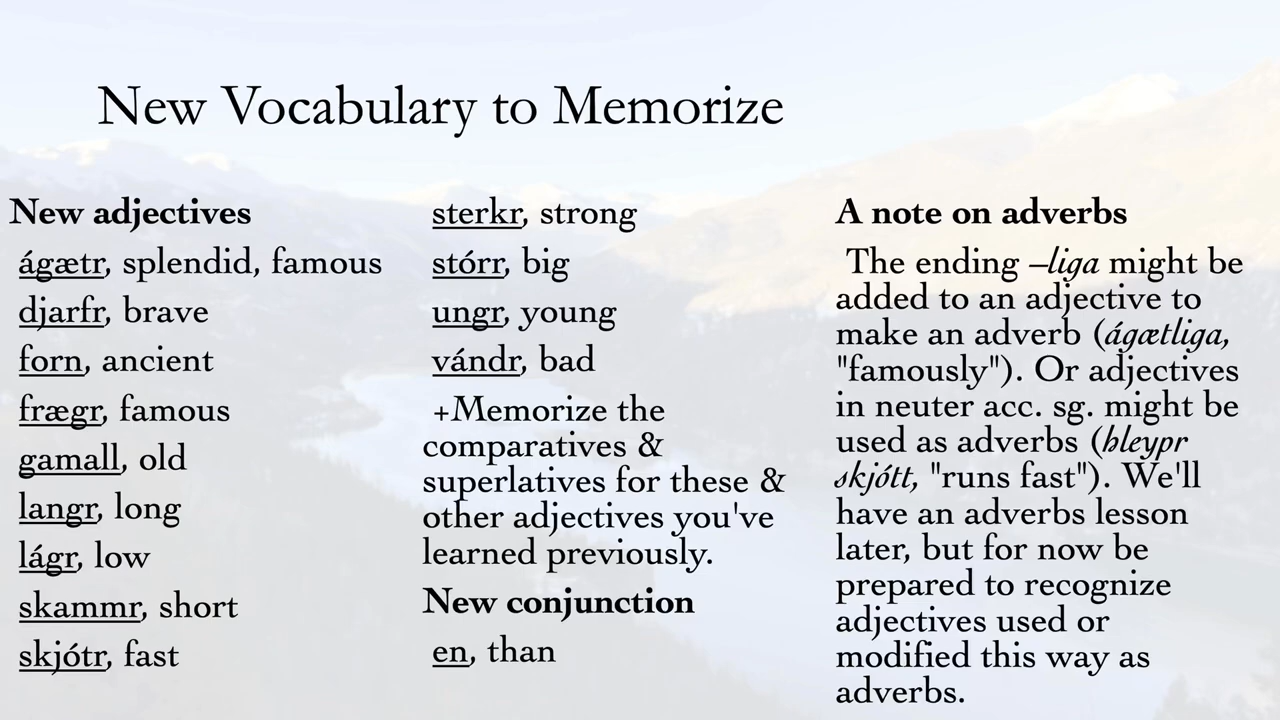 New Vocabulary to Memorize
New adjectives
ágætr, splendid, famous
djarfr, brave
forn, ancient
frægr, famous
gamall, old
langr, long
lágr, low
skammr, short
skjótr, fast
sterkr, strong
stórr, big
ungr, young
vándr, bad
+Memorize the
comparatives &
superlatives for these &
other adjectives you've
learned previously.
New conjunction
en, than
A note on adverbs
The ending –liga might be
added to an adjective to
make an adverb (ágætliga,
"famously"). Or adjectives
in neuter acc. sg. might be
used as adverbs (hleypr
skjótt, "runs fast"). We'll
have an adverbs lesson
later, but for now be
prepared to recognize
adjectives used or
modified this way as
adverbs.